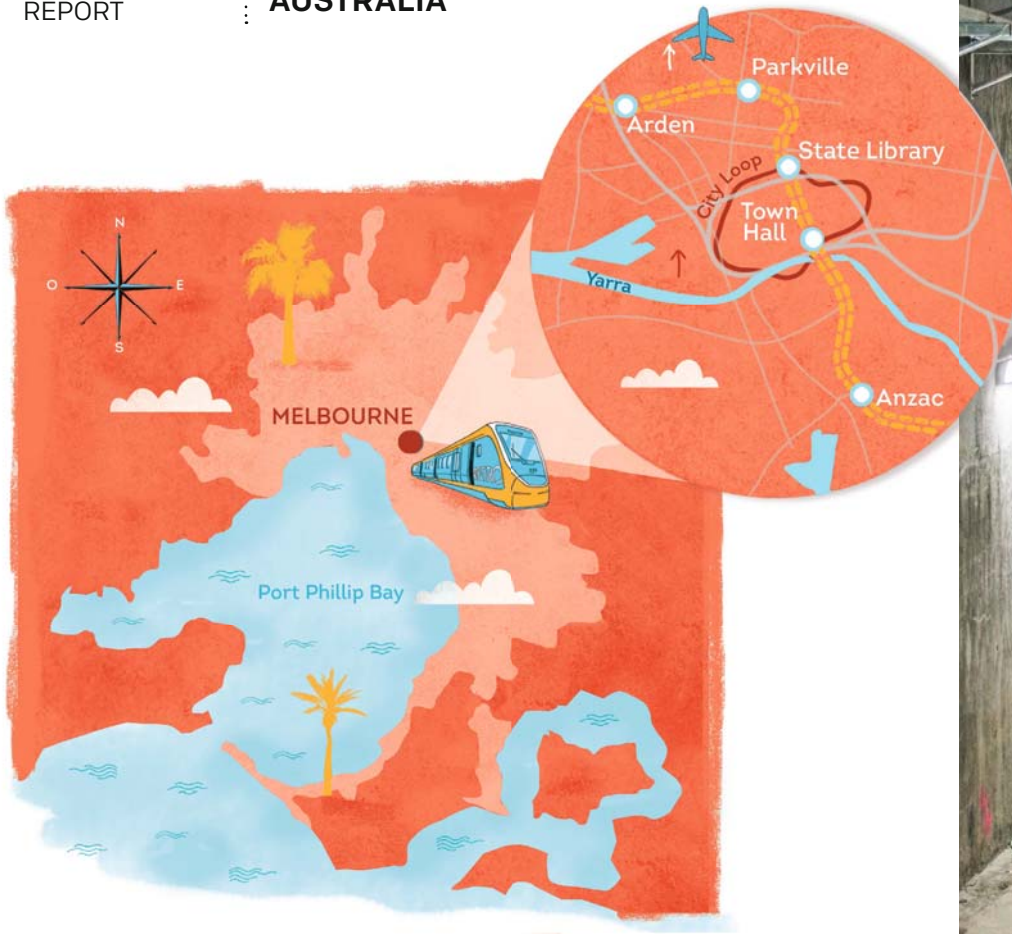 REPORT
AUSTRALIA
Parkville
Arden
State Library
City Loop
Town
Hall
Yarra
Anzac
N
O
E
S
MELBOURNE
Port Phillip Bay